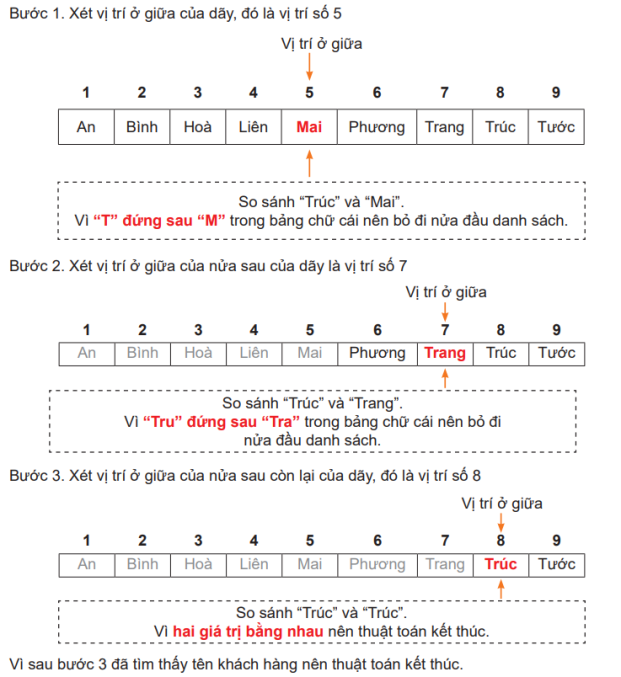 Bước 1. Xét vị trí ở giữa của dãy, đó là vị trí số 5
Vị trí ở giữa
1 2 3 4 5 6 7 8 9
An Bình Hoà Liên Mai Phương Trang Trúc Tước
So sánh “Trúc” và “Mai”.
Vì “T” đứng sau “M” trong bảng chữ cái nên bỏ đi nửa đầu danh sách.
Bước 2. Xét vị trí ở giữa của nửa sau của dãy là vị trí số 7
Vị trí ở giữa
1 2 3 4 5 6 7 8 9
An Bình Hoà Liên Mai Phương Trang Trúc Tước
So sánh “Trúc” và “Trang”.
Vì “Tru” đứng sau “Tra” trong bảng chữ cái nên bỏ đi
nửa đầu danh sách.
Bước 3. Xét vị trí ở giữa của nửa sau còn lại của dãy, đó là vị trí số 8
Vị trí ở giữa
1 2 3 4 5 6 7 8 9
An Bình Hoà Liên Mai Phương Trang Trúc Tước
So sánh “Trúc” và “Trúc”.
Vì hai giá trị bằng nhau nên thuật toán kết thúc.
Vì sau bước 3 đã tìm thấy tên khách hàng nên thuật toán kết thúc.